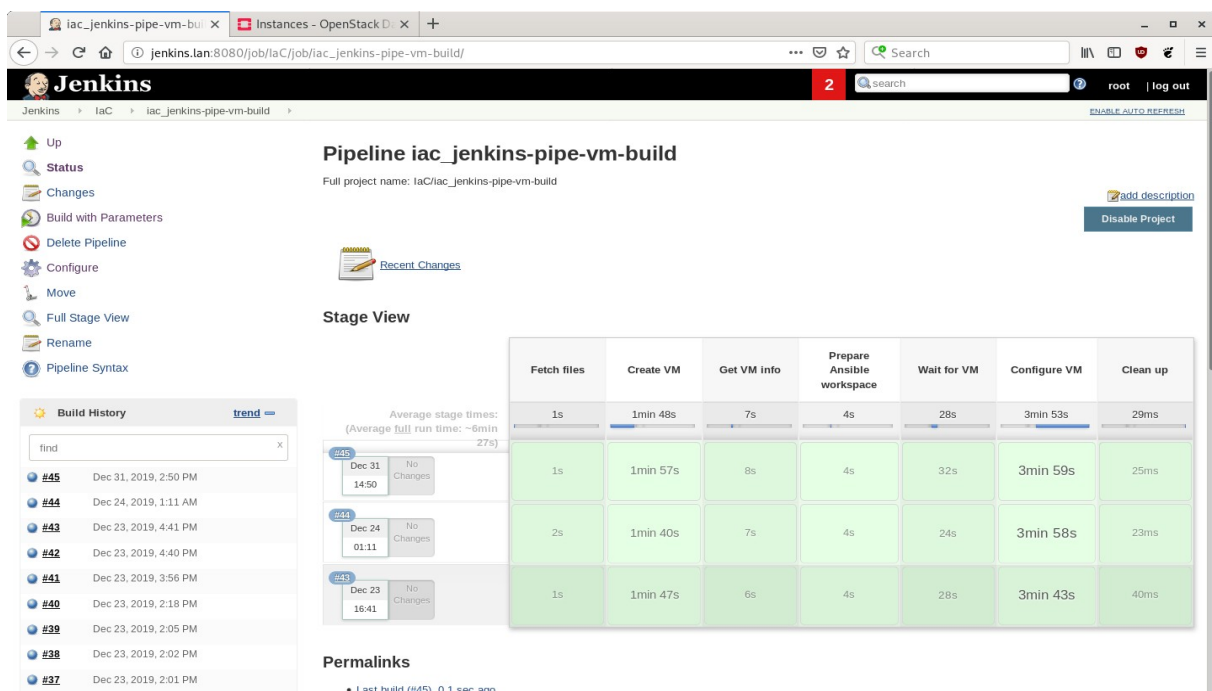 iac_jenkins-pipe-vm-bui
Instances - OpenStack D
jenkins.lan:8080/job/IaC/job/iac_jenkins-pipe-vm-build/
Search
Jenkins
2
search
root
| log out
Jenkins
IaC
iac_jenkins-pipe-vm-build
ENABLE AUTO REFRESH
Up
Status
Changes
Build with Parameters
Delete Pipeline
Configure
Move
Full Stage View
Rename
Pipeline Syntax
Build History
trend
find
x
#45 Dec 31, 2019, 2:50 PM
#44 Dec 24, 2019, 1:11 AM
#43 Dec 23, 2019, 4:41 PM
#42 Dec 23, 2019, 4:40 PM
#41 Dec 23, 2019, 3:56 PM
#40 Dec 23, 2019, 2:18 PM
#39 Dec 23, 2019, 2:05 PM
#38 Dec 23, 2019, 2:02 PM
#37 Dec 23, 2019, 2:01 PM
Pipeline iac_jenkins-pipe-vm-build
Full project name: IaC/iac_jenkins-pipe-vm-build
add description
Disable Project
Recent Changes
Stage View
Fetch files
Create VM
Get VM info
Prepare
Ansible
workspace
Wait for VM
Configure VM
Clean up
Average stage times:
(Average full run time: ~6min
27s)
1s 1min 48s 7s 4s 28s 3min 53s 29ms
#45
Dec 31
14:50
No
Changes
1s 1min 57s 8s 4s 32s 3min 59s 25ms
#44
Dec 24
01:11
No
Changes
2s 1min 40s 7s 4s 24s 3min 58s 23ms
#43
Dec 23
16:41
No
Changes
1s 1min 47s 6s 4s 28s 3min 43s 40ms
Permalinks
Last build (#45), 0.1 sec ago